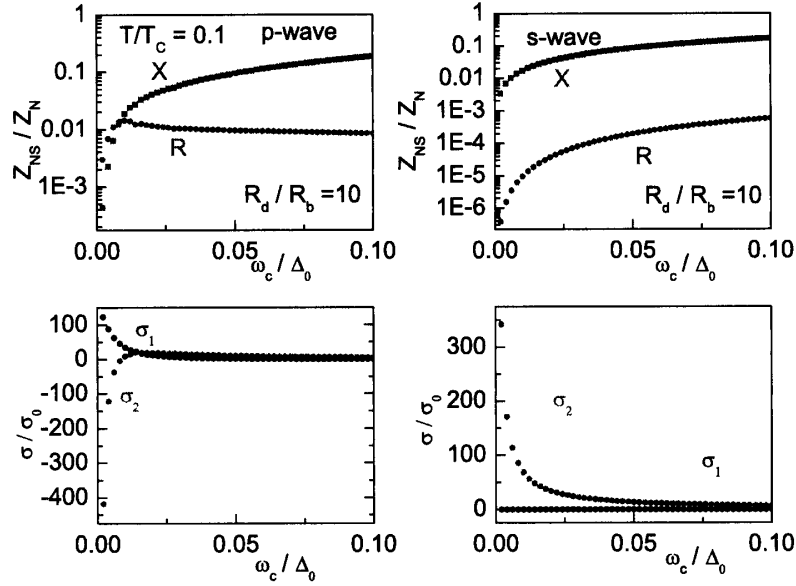 1
T/T_c = 0.1 p-wave
X
0.1
Z_NS / Z_N
0.01
R
1E-3
R_d / R_b =10
0.00 0.05 0.10
ω_c / Δ_0
1
s-wave
0.1
X
0.01
Z_NS / Z_N
1E-3
1E-4
R
1E-5
1E-6
R_d / R_b =10
0.00 0.05 0.10
ω_c / Δ_0
100
σ_1
0
σ_2
-100
σ / σ_0
-200
-300
-400
0.00 0.05 0.10
ω_c / Δ_0
300
σ_2
200
σ / σ_0
100
σ_1
0
0.00 0.05 0.10
ω_c / Δ_0